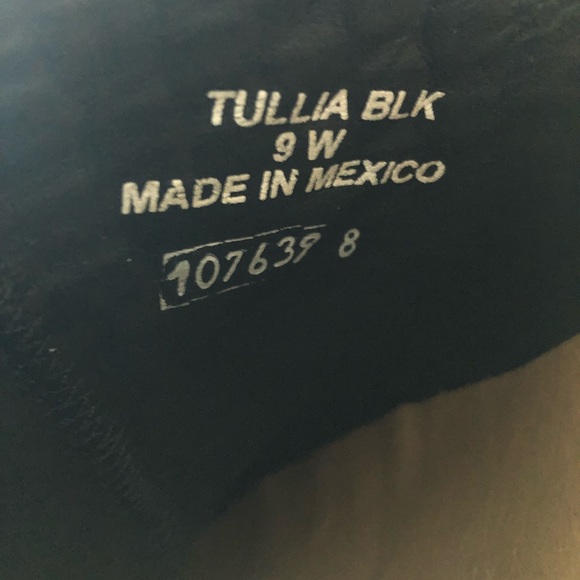 TULLIA BLK
9 W
MADE IN MEXICO
107639 8